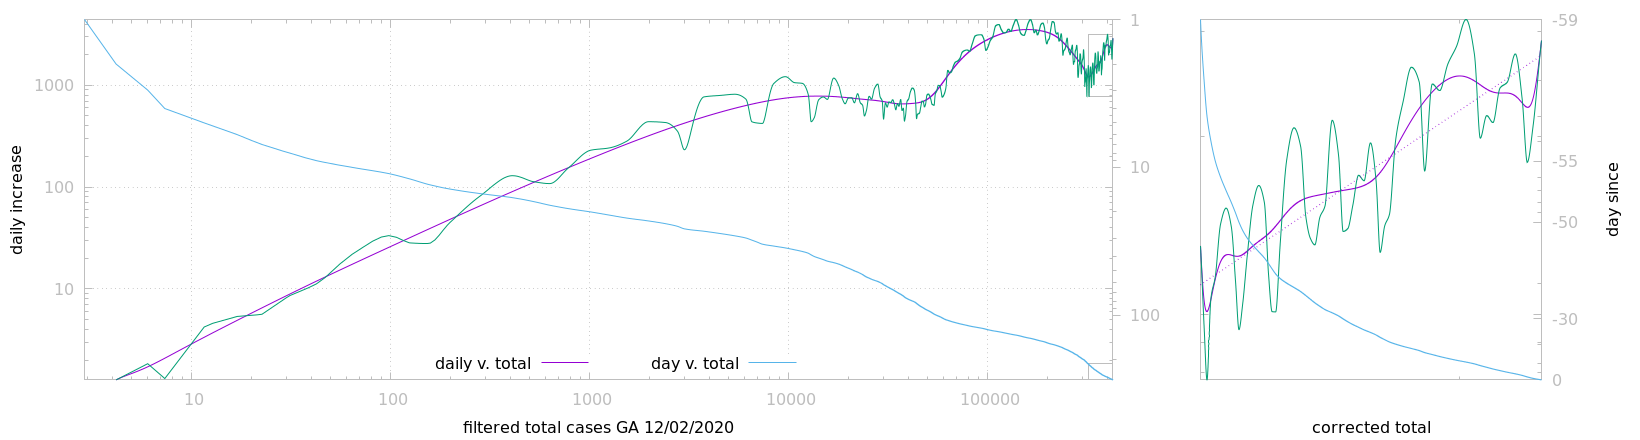 1
-59
1000
daily increase
10
-55
100
day since
-50
10
100
-30
daily v. total
day v. total
0
10
100
1000
10000
100000
filtered total cases GA 12/02/2020
corrected total